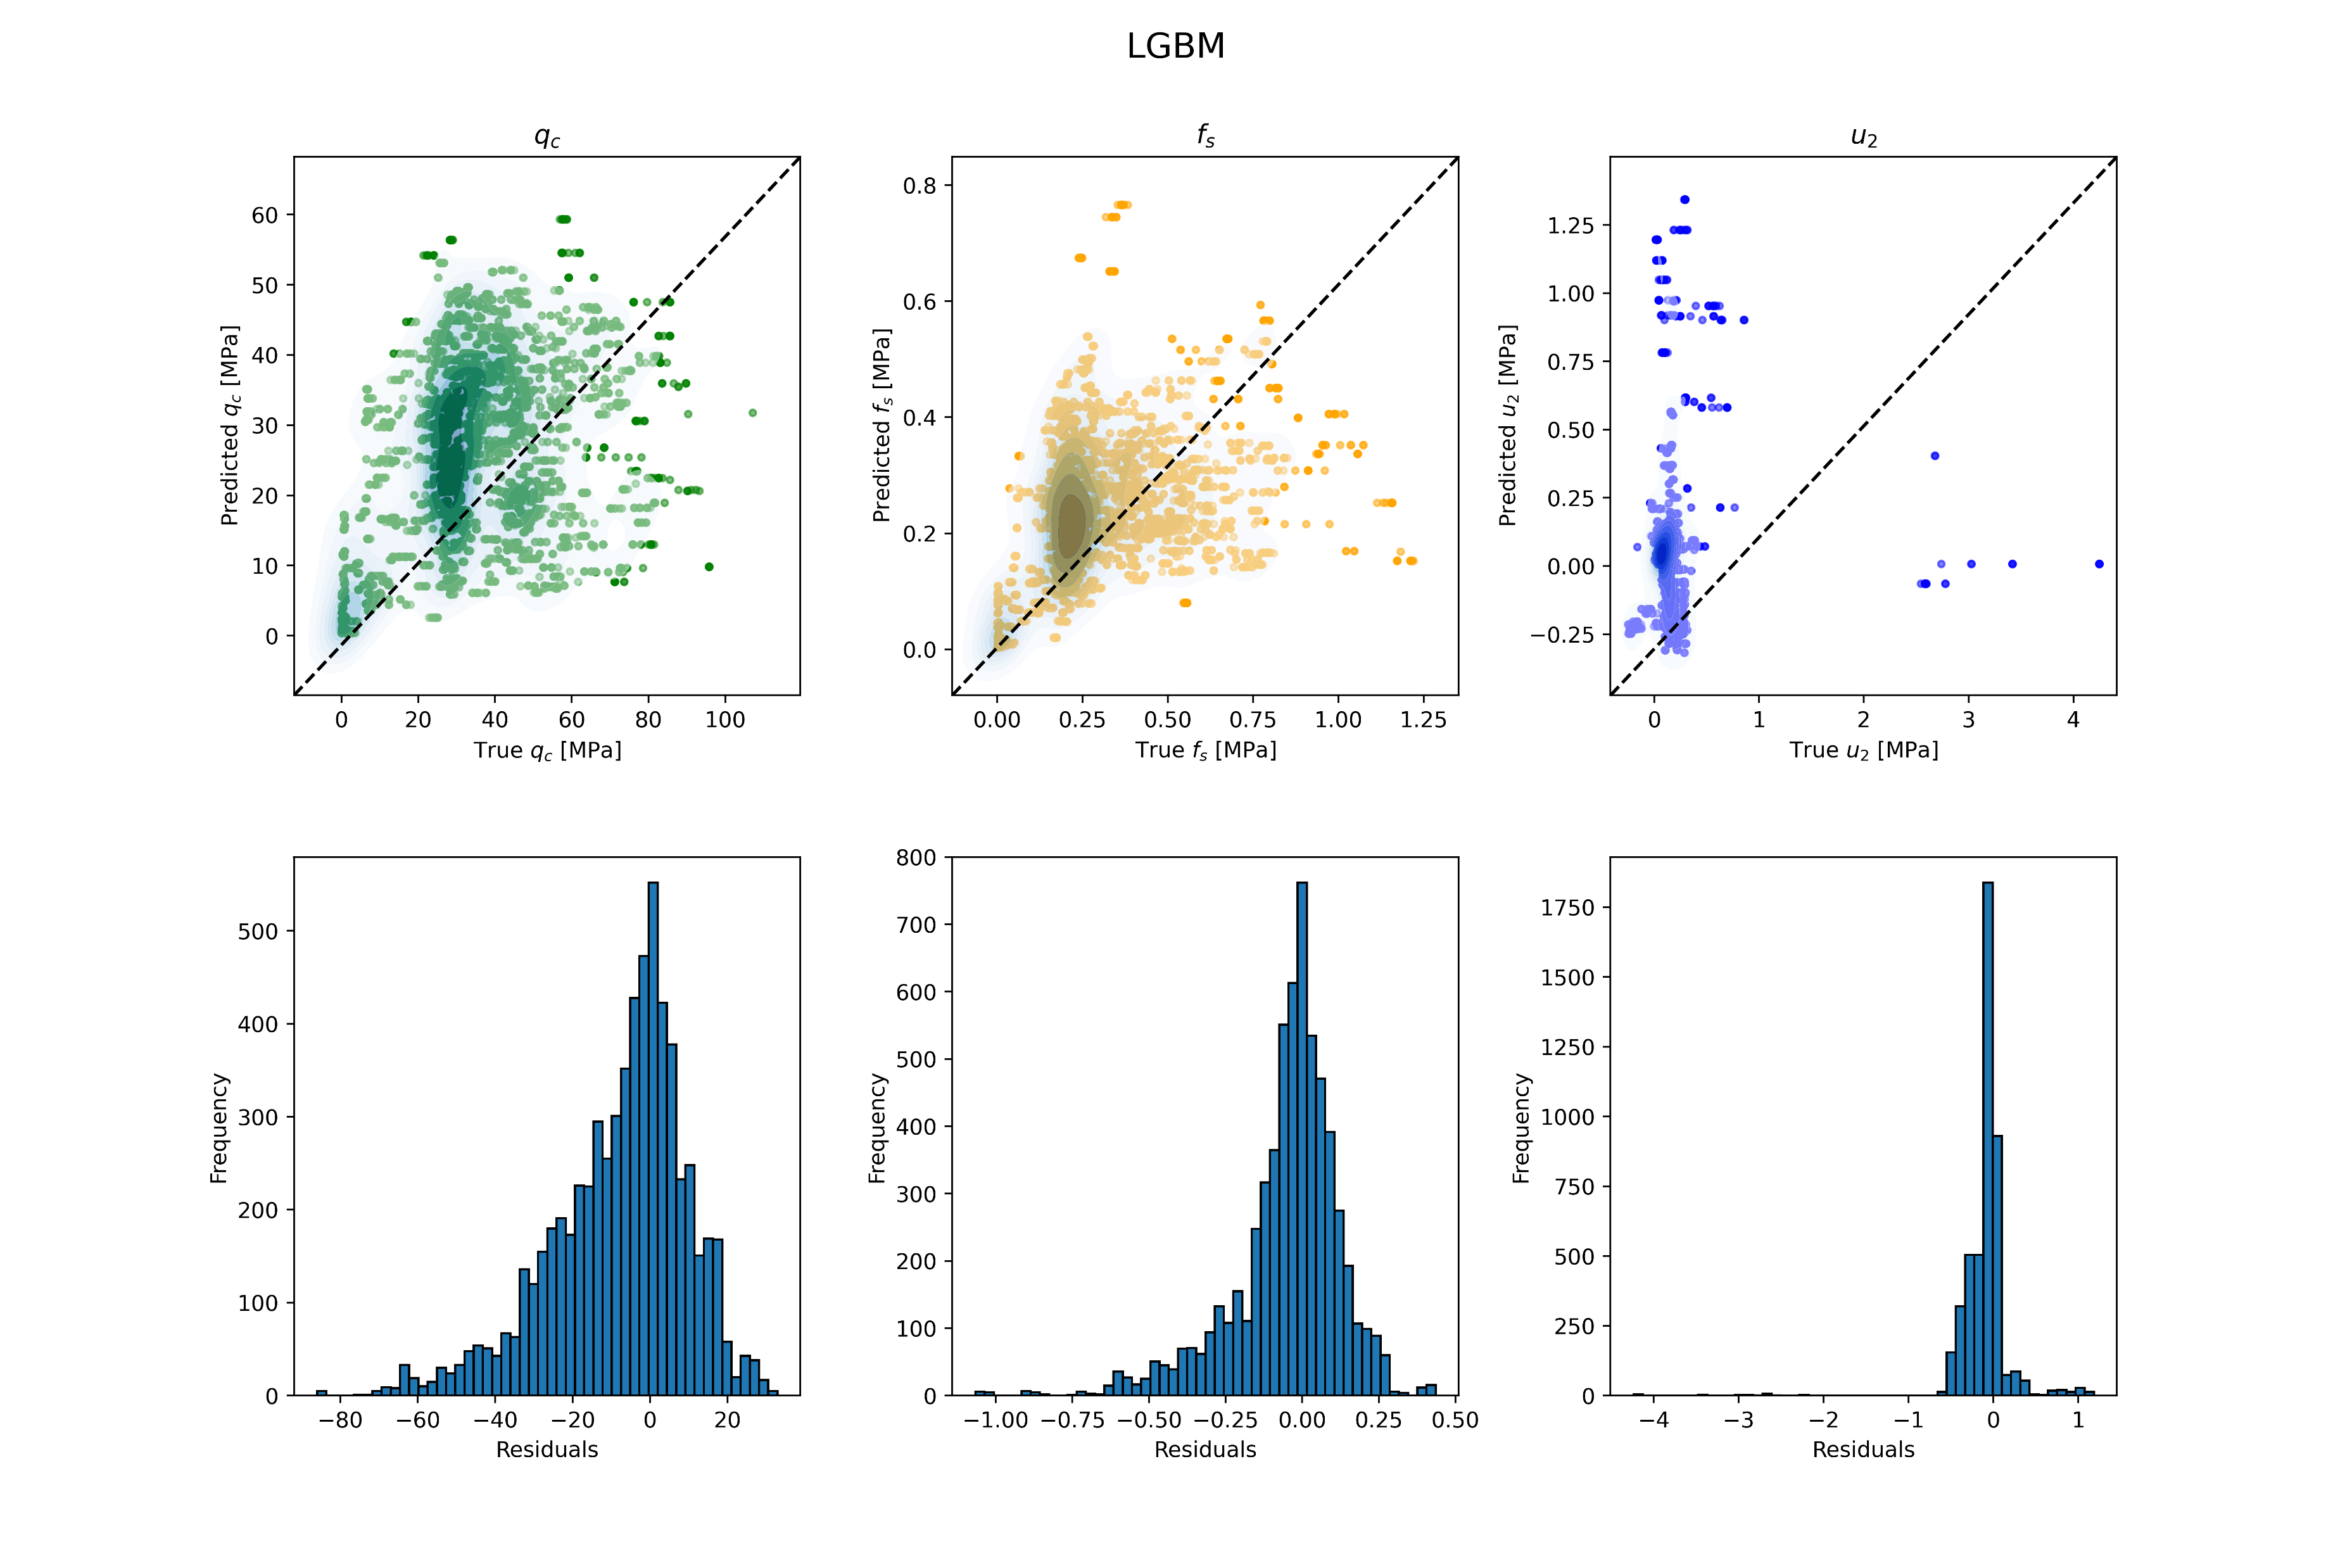 LGBM
q_c
Predicted q_c [MPa]
60
50
40
30
20
10
0
0 20 40 60 80 100
True q_c [MPa]
f_s
Predicted f_s [MPa]
0.8
0.6
0.4
0.2
0.0
0.00 0.25 0.50 0.75 1.00 1.25
True f_s [MPa]
u_2
Predicted u_2 [MPa]
1.25
1.00
0.75
0.50
0.25
0.00
−0.25
0 1 2 3 4
True u_2 [MPa]
Frequency
500
400
300
200
100
0
−80 −60 −40 −20 0 20
Residuals
Frequency
800
700
600
500
400
300
200
100
0
−1.00 −0.75 −0.50 −0.25 0.00 0.25 0.50
Residuals
Frequency
1750
1500
1250
1000
750
500
250
0
−4 −3 −2 −1 0 1
Residuals